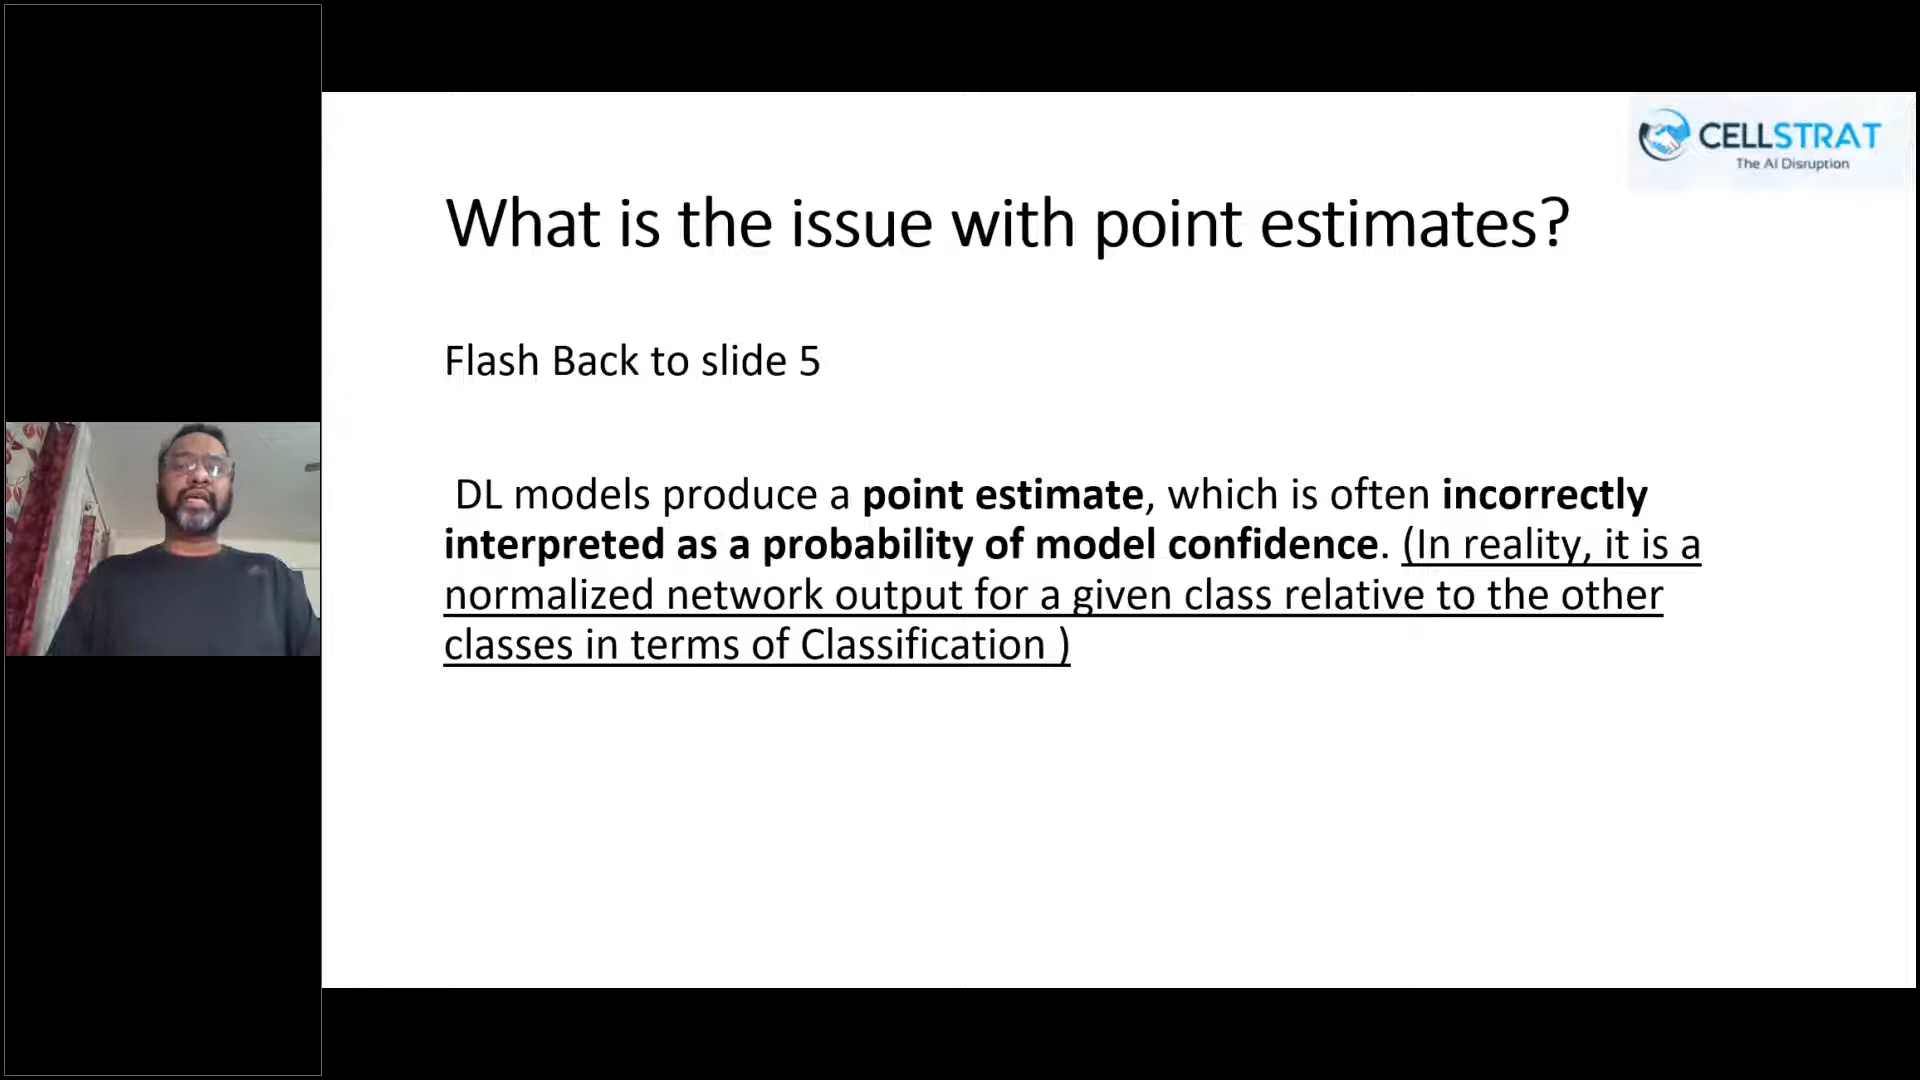 CELLSTRAT
The AI Disruption
What is the issue with point estimates?
Flash Back to slide 5
DL models produce a point estimate, which is often incorrectly
interpreted as a probability of model confidence. (In reality, it is a
normalized network output for a given class relative to the other
classes in terms of Classification )